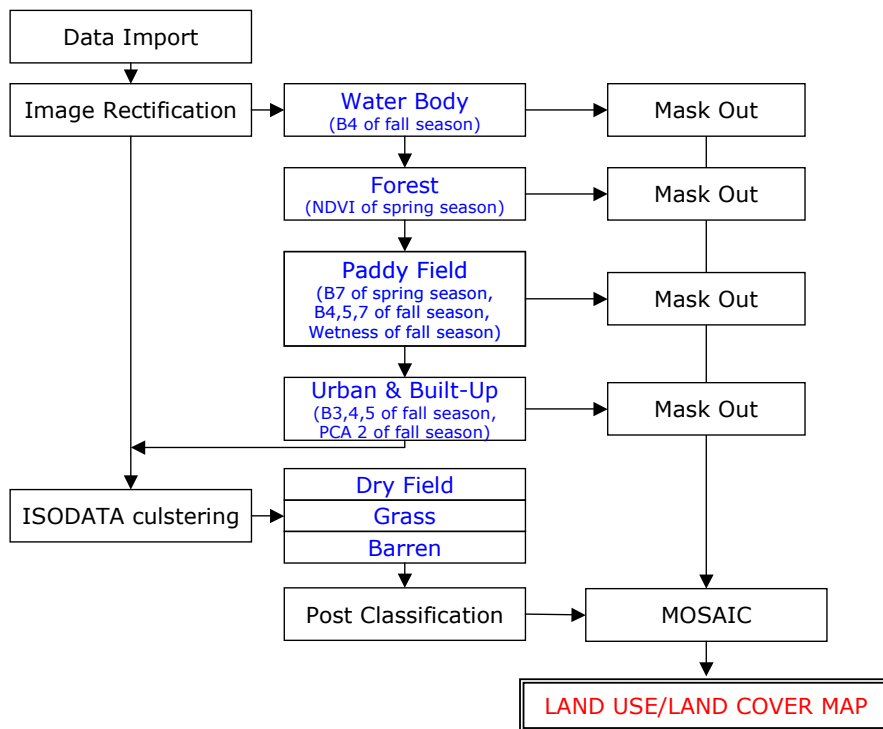 Data Import
Image Rectification
Water Body
(B4 of fall season)
Mask Out
Forest
(NDVI of spring season)
Mask Out
Paddy Field
(B7 of spring season,
B4,5,7 of fall season,
Wetness of fall season)
Mask Out
Urban & Built-Up
(B3,4,5 of fall season,
PCA 2 of fall season)
Mask Out
ISODATA culstering
Dry Field
Grass
Barren
Post Classification
MOSAIC
LAND USE/LAND COVER MAP